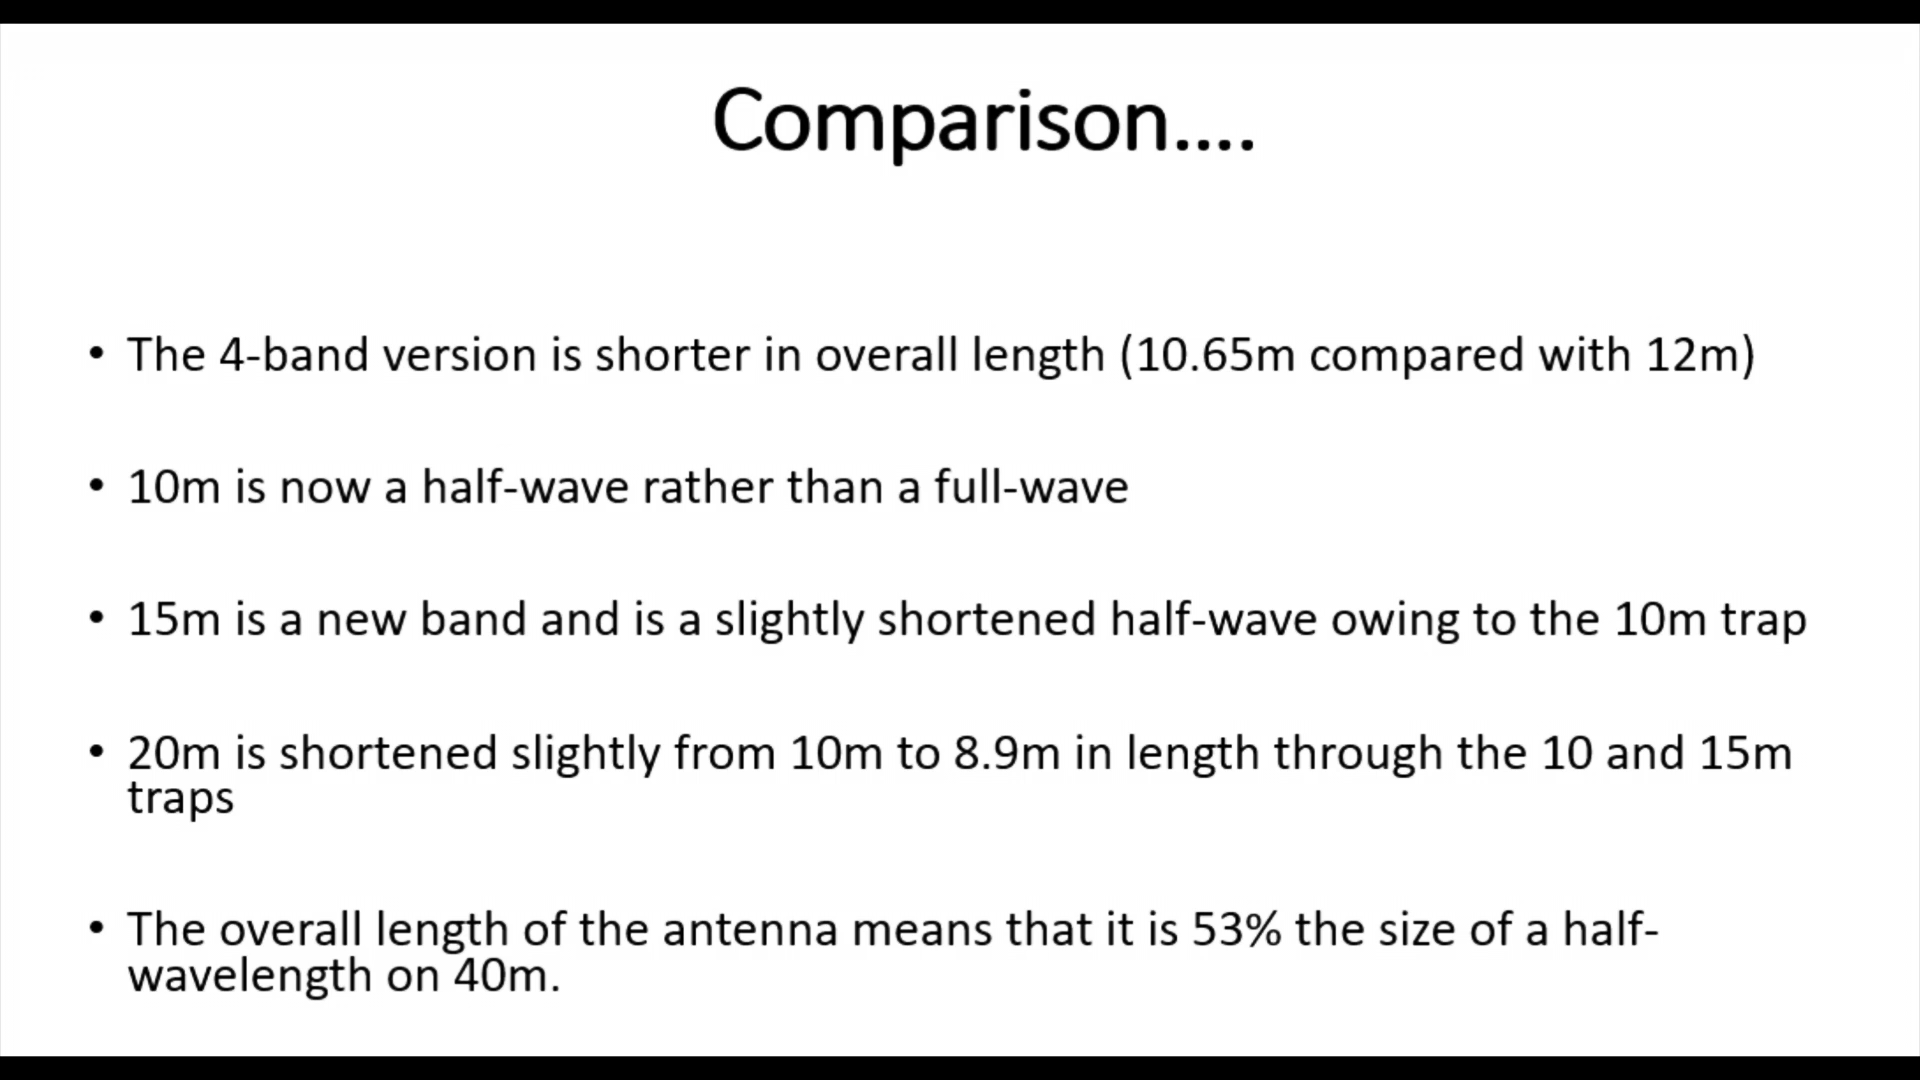 Comparison....
• The 4-band version is shorter in overall length (10.65m compared with 12m)
• 10m is now a half-wave rather than a full-wave
• 15m is a new band and is a slightly shortened half-wave owing to the 10m trap
• 20m is shortened slightly from 10m to 8.9m in length through the 10 and 15m
traps
• The overall length of the antenna means that it is 53% the size of a half-
wavelength on 40m.